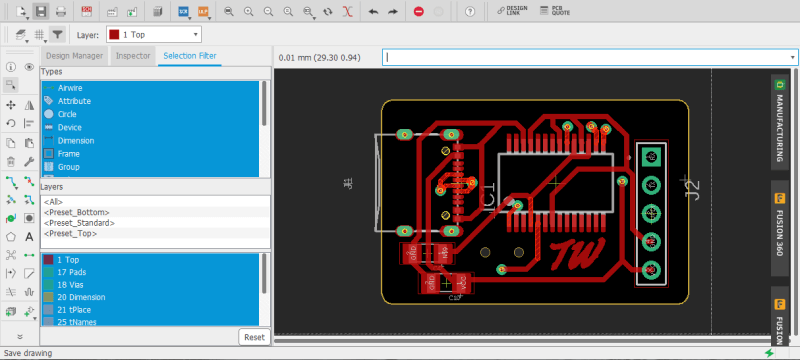 SCR
ULP
DESIGN LINK
PCB QUOTE
Layer:
1 Top
Design Manager
Inspector
Selection Filter
0.01 mm (29.30 0.94)
Types
Airwire
Attribute
Circle
Device
Dimension
Frame
Group
Layers
<All>
<Preset_Bottom>
<Preset_Standard>
<Preset_Top>
1 Top
17 Pads
18 Vias
20 Dimension
21 tPlace
25 tNames
Reset
J1
IC1
J2
TW
MANUFACTURING
FUSION 360
FUSION
Save drawing